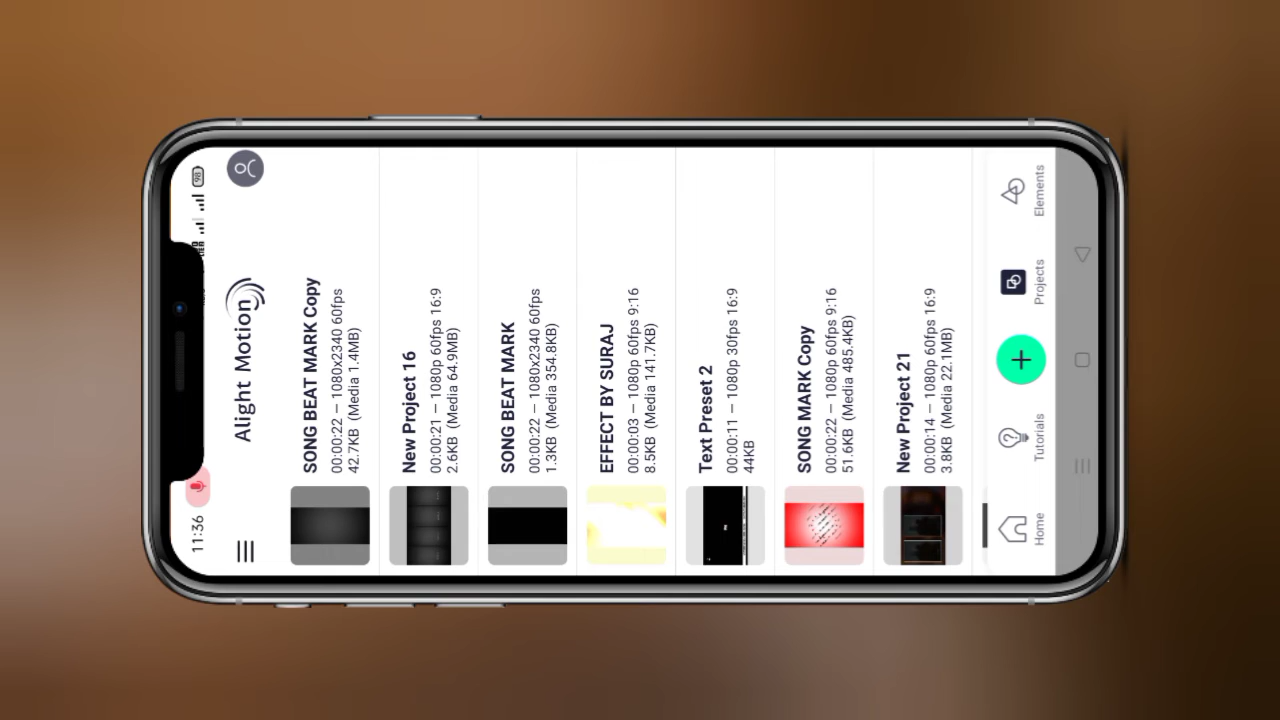 11:36
98
Alight Motion
SONG BEAT MARK Copy
00:00:22 — 1080x2340 60fps
42.7KB (Media 1.4MB)
New Project 16
00:00:21 — 1080p 60fps 16:9
2.6KB (Media 64.9MB)
SONG BEAT MARK
00:00:22 — 1080x2340 60fps
1.3KB (Media 354.8KB)
EFFECT BY SURAJ
00:00:03 — 1080p 60fps 9:16
8.5KB (Media 141.7KB)
Text Preset 2
00:00:11 — 1080p 30fps 16:9
44KB
SONG MARK Copy
00:00:22 — 1080p 60fps 9:16
51.6KB (Media 485.4KB)
New Project 21
00:00:14 — 1080p 60fps 16:9
3.8KB (Media 22.1MB)
Home
Tutorials
Projects
Elements